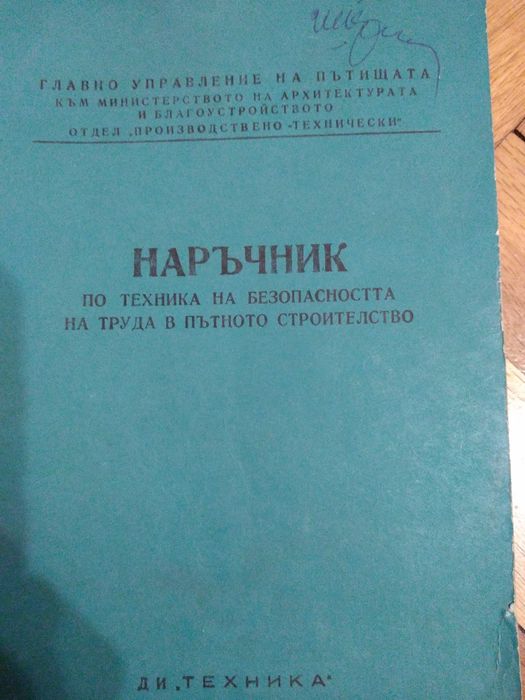 ГЛАВНО УПРАВЛЕНИЕ НА ПЪТИЩАТА
КЪМ МИНИСТЕРСТВОТО НА АРХИТЕКТУРАТА
И БЛАГОУСТРОЙСТВОТО
ОТДЕЛ „ПРОИЗВОДСТВЕНО-ТЕХНИЧЕСКИ"
НАРЪЧНИК
ПО ТЕХНИКА НА БЕЗОПАСНОСТТА
НА ТРУДА В ПЪТНОТО СТРОИТЕЛСТВО
ДИ „ТЕХНИКА"